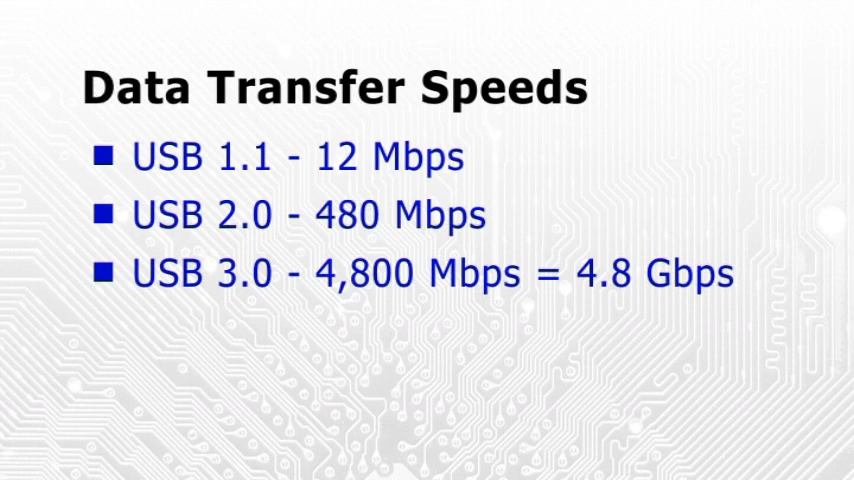 Data Transfer Speeds
USB 1.1 - 12 Mbps
USB 2.0 - 480 Mbps
USB 3.0 - 4,800 Mbps = 4.8 Gbps